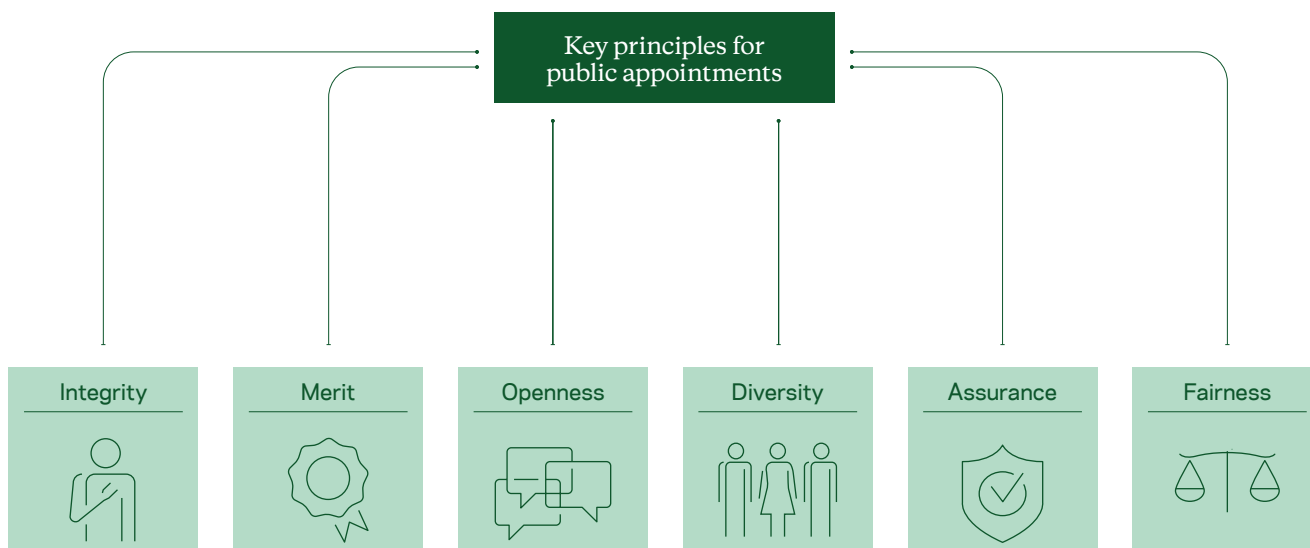 Key principles for
public appointments
Integrity
Merit
Openness
Diversity
Assurance
Fairness